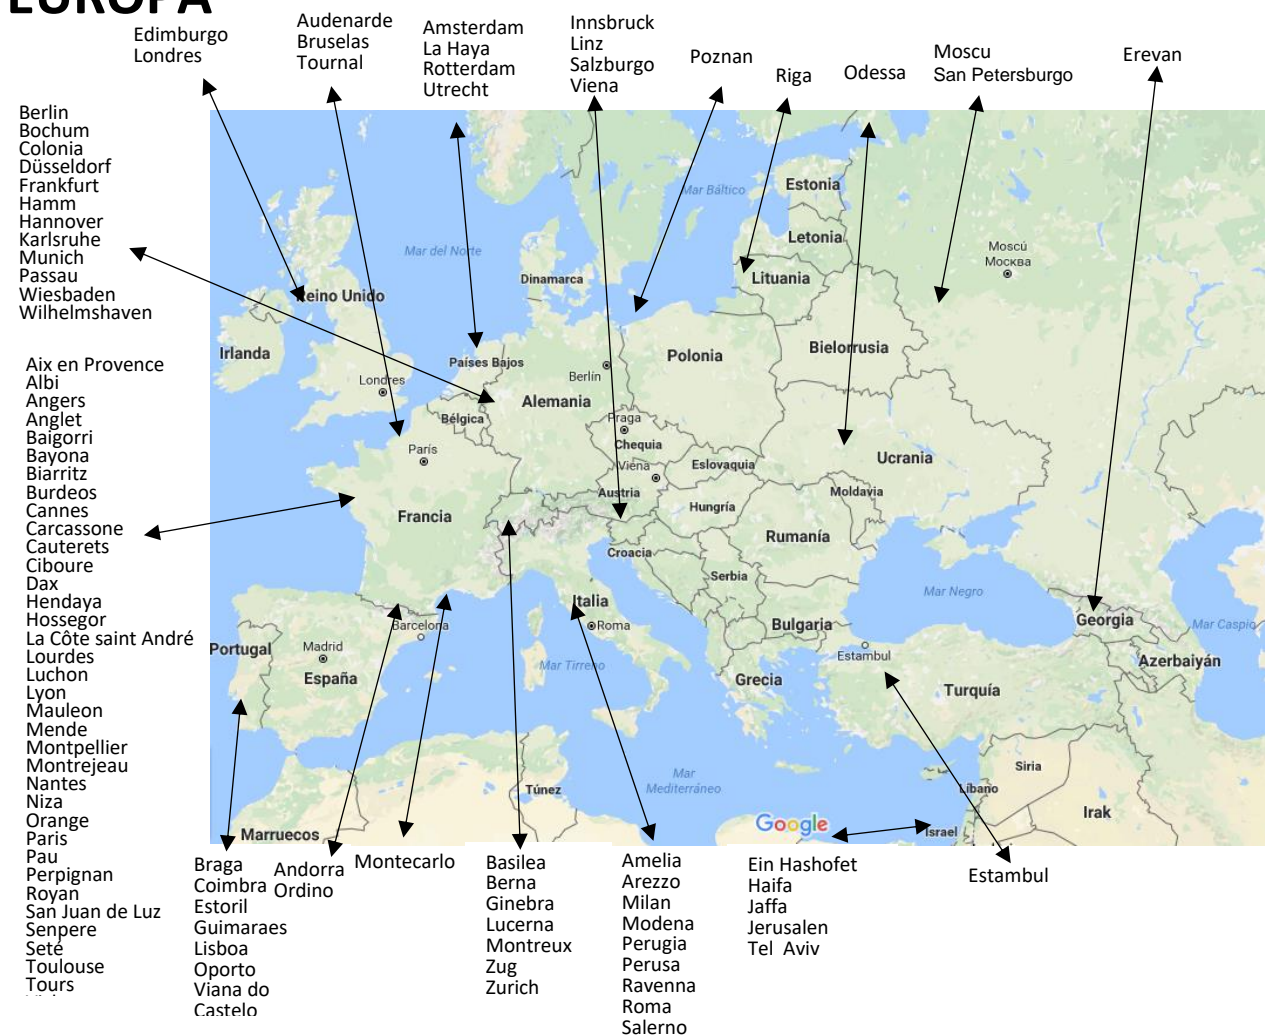 EUROPA
Edimburgo
Londres
Audenarde
Bruselas
Tournal
Amsterdam
La Haya
Rotterdam
Utrecht
Innsbruck
Linz
Salzburgo
Viena
Poznan
Riga
Odessa
Moscu
San Petersburgo
Erevan
Berlin
Bochum
Colonia
Düsseldorf
Frankfurt
Hamm
Hannover
Karlsruhe
Munich
Passau
Wiesbaden
Wilhelmshaven
Aix en Provence
Albi
Angers
Anglet
Baigorri
Bayona
Biarritz
Burdeos
Cannes
Carcassone
Cauterets
Ciboure
Dax
Hendaya
Hossegor
La Côte saint André
Lourdes
Luchon
Lyon
Mauleon
Mende
Montpellier
Montrejeau
Nantes
Niza
Orange
Paris
Pau
Perpignan
Royan
San Juan de Luz
Senpere
Seté
Toulouse
Tours
Mar Báltico
Estonia
Letonia
Lituania
Moscú
Москва
Mar del Norte
Dinamarca
Reino Unido
Irlanda
Londres
Países Bajos
Berlín
Polonia
Bielorrusia
Alemania
Bélgica
Praga
Chequia
París
Viena
Eslovaquia
Ucrania
Austria
Moldavia
Hungría
Francia
Rumanía
Croacia
Serbia
Mar Negro
Italia
Roma
Barcelona
Bulgaria
Georgia
Mar Caspio
Portugal
Madrid
España
Mar Tirreno
Estambul
Azerbaiyán
Grecia
Turquía
Siria
Mar
Mediterráneo
Líbano
Túnez
Irak
Marruecos
Google
Israel
Braga
Coimbra
Estoril
Guimaraes
Lisboa
Oporto
Viana do
Castelo
Andorra
Ordino
Montecarlo
Basilea
Berna
Ginebra
Lucerna
Montreux
Zug
Zurich
Amelia
Arezzo
Milan
Modena
Perugia
Perusa
Ravenna
Roma
Salerno
Ein Hashofet
Haifa
Jaffa
Jerusalen
Tel Aviv
Estambul